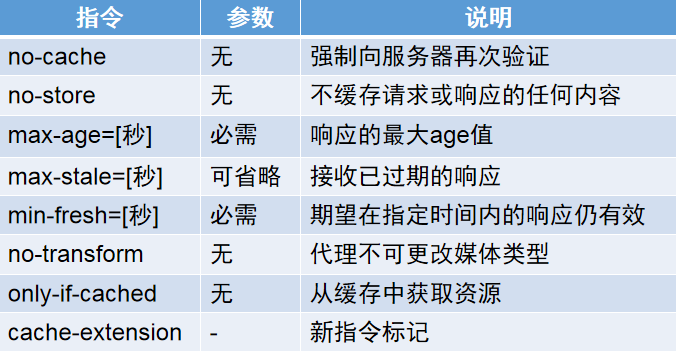 指令 参数 说明
no-cache 无 强制向服务器再次验证
no-store 无 不缓存请求或响应的任何内容
max-age=[秒] 必需 响应的最大age值
max-stale=[秒] 可省略 接收已过期的响应
min-fresh=[秒] 必需 期望在指定时间内的响应仍有效
no-transform 无 代理不可更改媒体类型
only-if-cached 无 从缓存中获取资源
cache-extension - 新指令标记